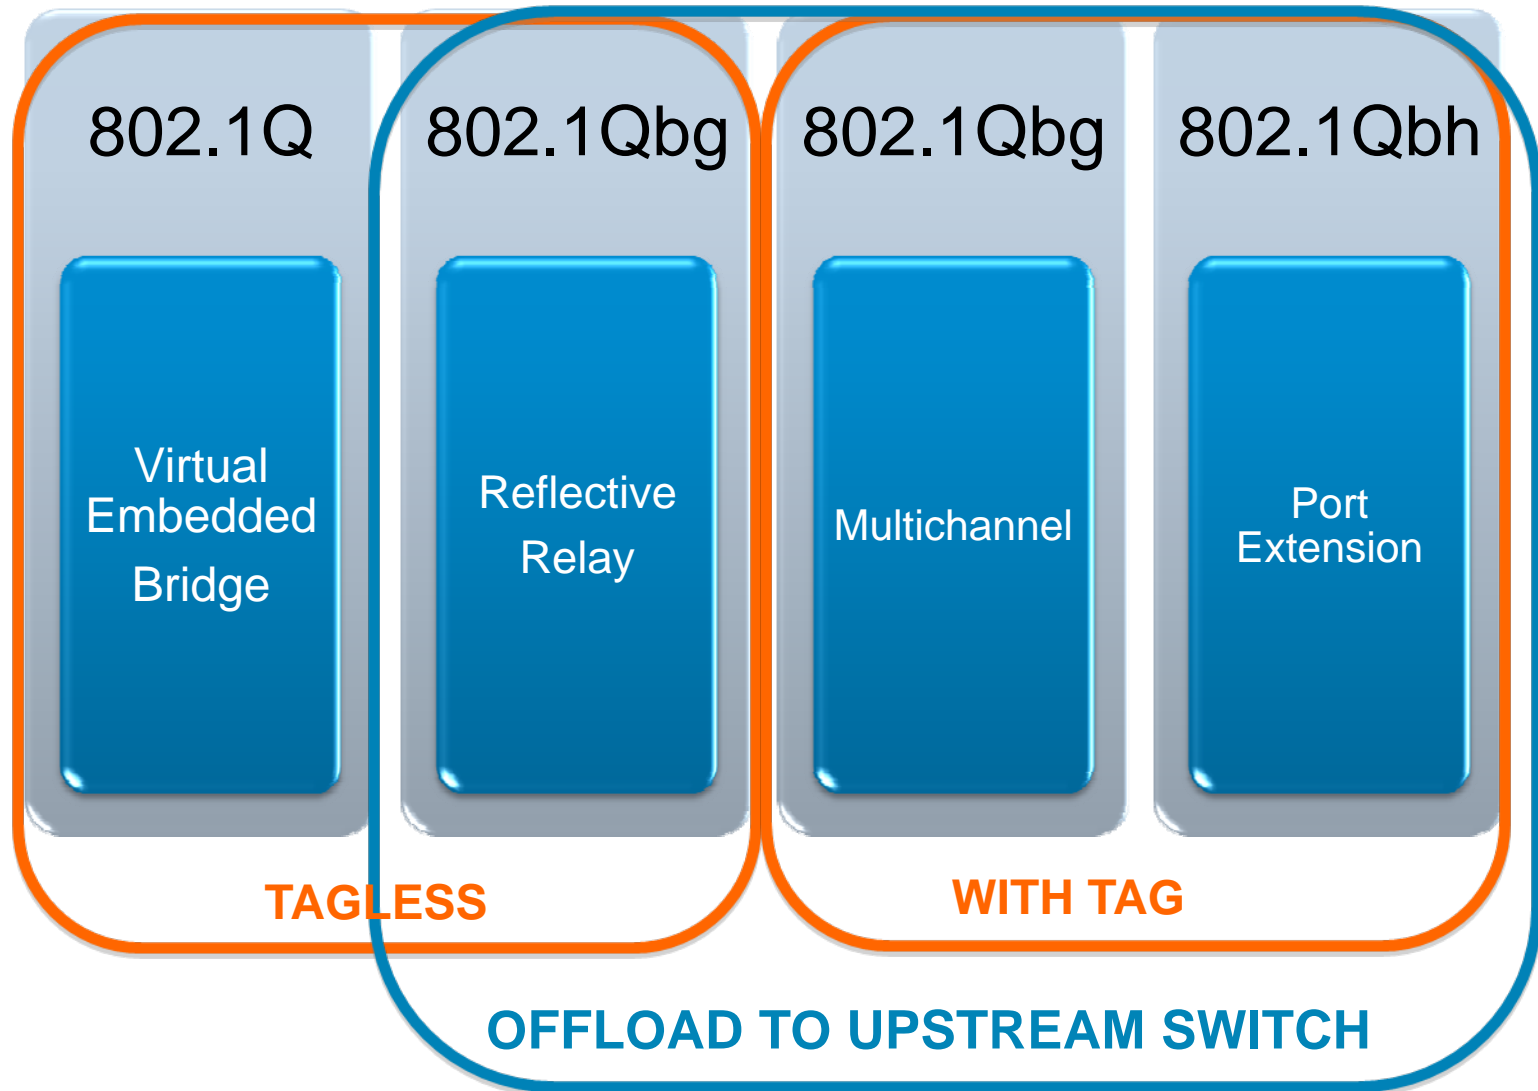 802.1Q
802.1Qbg
802.1Qbg
802.1Qbh
Virtual
Embedded
Bridge
Reflective
Relay
Multichannel
Port
Extension
TAGLESS
WITH TAG
OFFLOAD TO UPSTREAM SWITCH